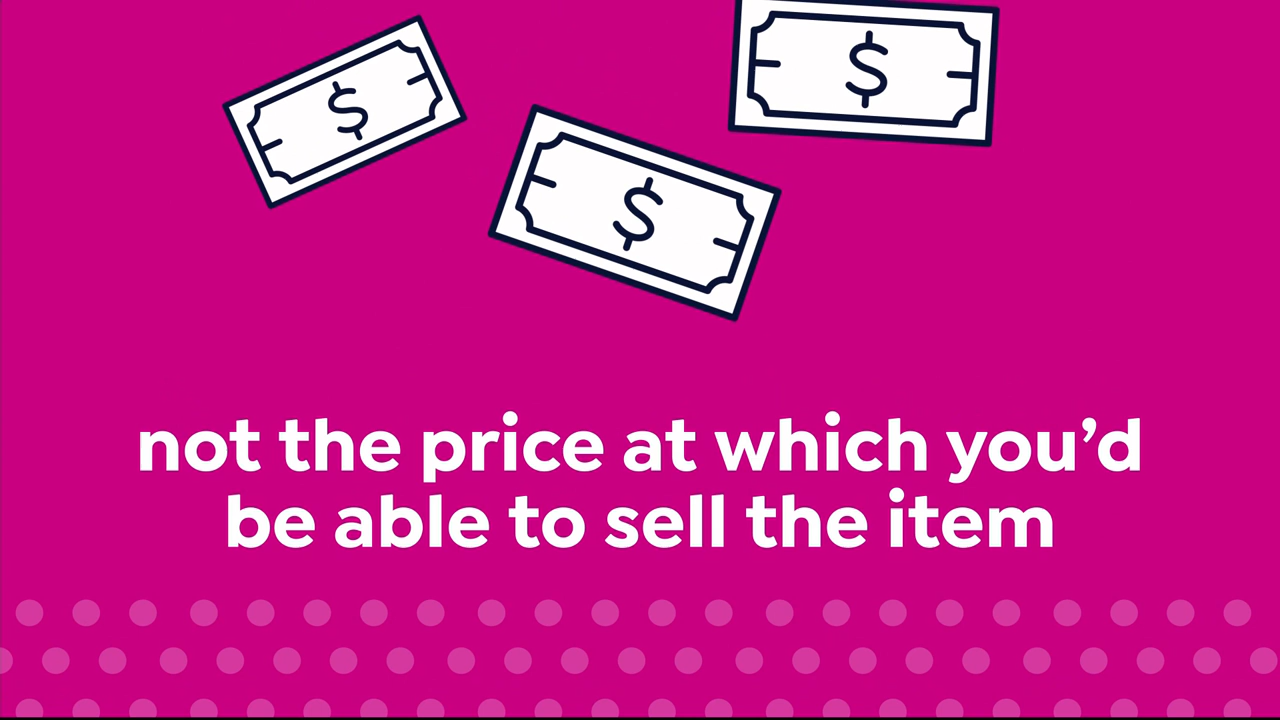 $
$
$
not the price at which you’d
be able to sell the item